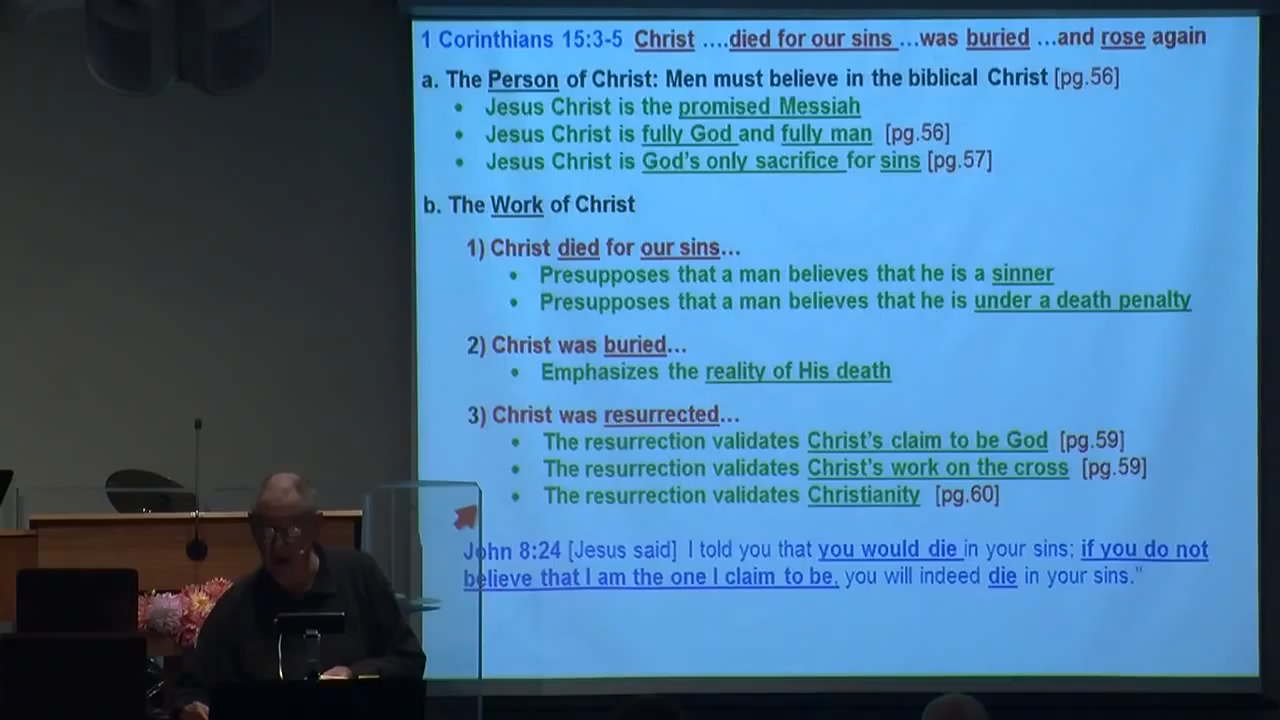 1 Corinthians 15:3-5 Christ ....died for our sins ...was buried ...and rose again
a. The Person of Christ: Men must believe in the biblical Christ [pg.56]
• Jesus Christ is the promised Messiah
• Jesus Christ is fully God and fully man [pg.56]
• Jesus Christ is God's only sacrifice for sins [pg.57]
b. The Work of Christ
1) Christ died for our sins...
• Presupposes that a man believes that he is a sinner
• Presupposes that a man believes that he is under a death penalty
2) Christ was buried...
• Emphasizes the reality of His death
3) Christ was resurrected...
• The resurrection validates Christ's claim to be God [pg.59]
• The resurrection validates Christ's work on the cross [pg.59]
• The resurrection validates Christianity [pg.60]
John 8:24 [Jesus said] I told you that you would die in your sins; if you do not
believe that I am the one I claim to be, you will indeed die in your sins."